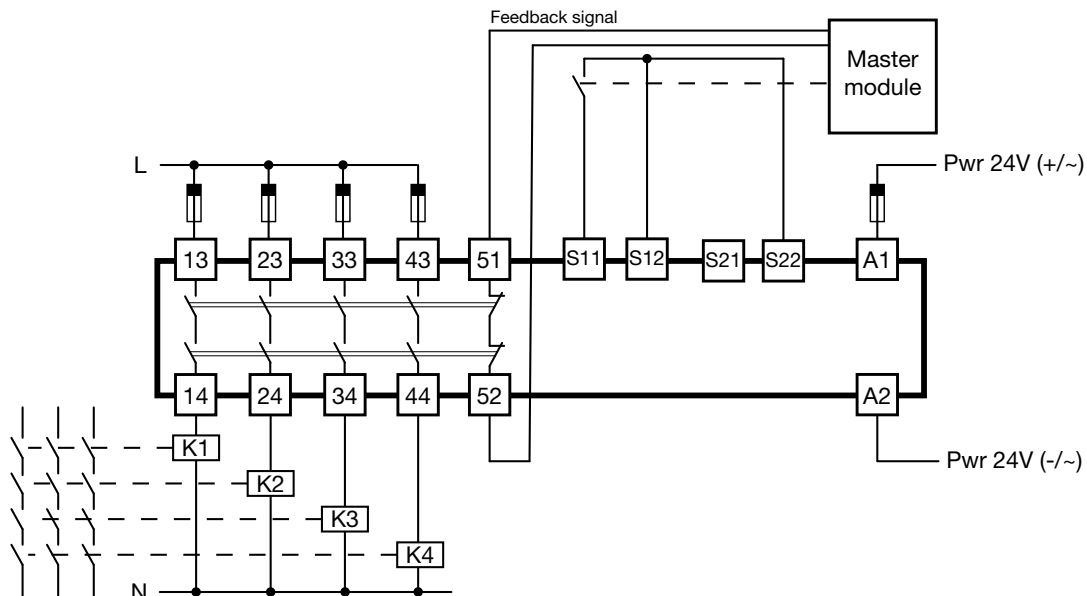 Feedback signal
Master
module
L
Pwr 24V (+/~)
13
23
33
43
51
S11
S12
S21
S22
A1
14
24
34
44
52
A2
K1
K2
K3
K4
Pwr 24V (-/~)
N